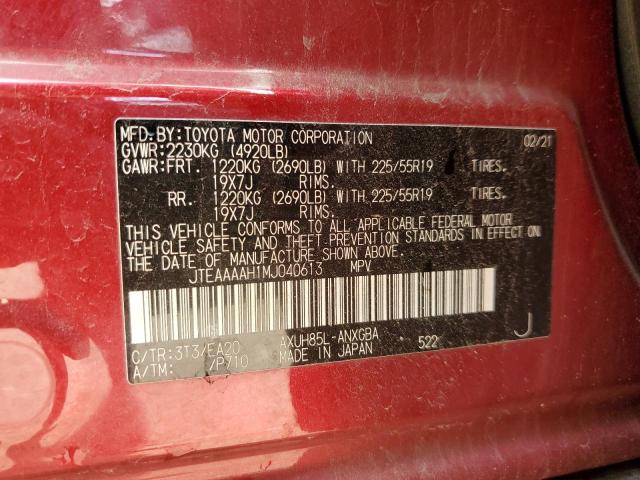 MFD.BY:TOYOTA MOTOR CORPORATION 02/21
GVWR:2230KG (4920LB)
GAWR:FRT. 1220KG (2690LB) WITH 225/55R19 TIRES.
19X7J RIMS.
RR. 1220KG (2690LB) WITH 225/55R19 TIRES.
19X7J RIMS.
THIS VEHICLE CONFORMS TO ALL APPLICABLE FEDERAL MOTOR
VEHICLE SAFETY AND THEFT PREVENTION STANDARDS IN EFFECT ON
THE DATE OF MANUFACTURE SHOWN ABOVE.
JTEAAAAH1MJ040613 MPV
C/TR:3T3/EA20 AXUH85L-ANXGBA 522 J
A/TM: /P710 MADE IN JAPAN